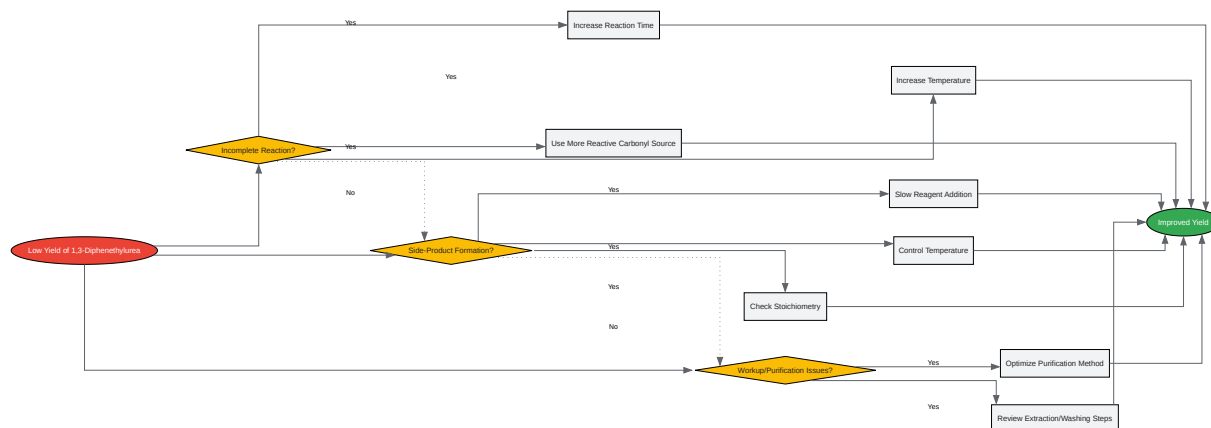 Yes
Increase Reaction Time
Yes
Increase Temperature
Incomplete Reaction?
Yes
Use More Reactive Carbonyl Source
No
Yes
Slow Reagent Addition
Low Yield of 1,3-Diphenethylurea
Side-Product Formation?
Yes
Control Temperature
Improved Yield
Yes
Check Stoichiometry
No
Workup/Purification Issues?
Yes
Optimize Purification Method
Yes
Review Extraction/Washing Steps